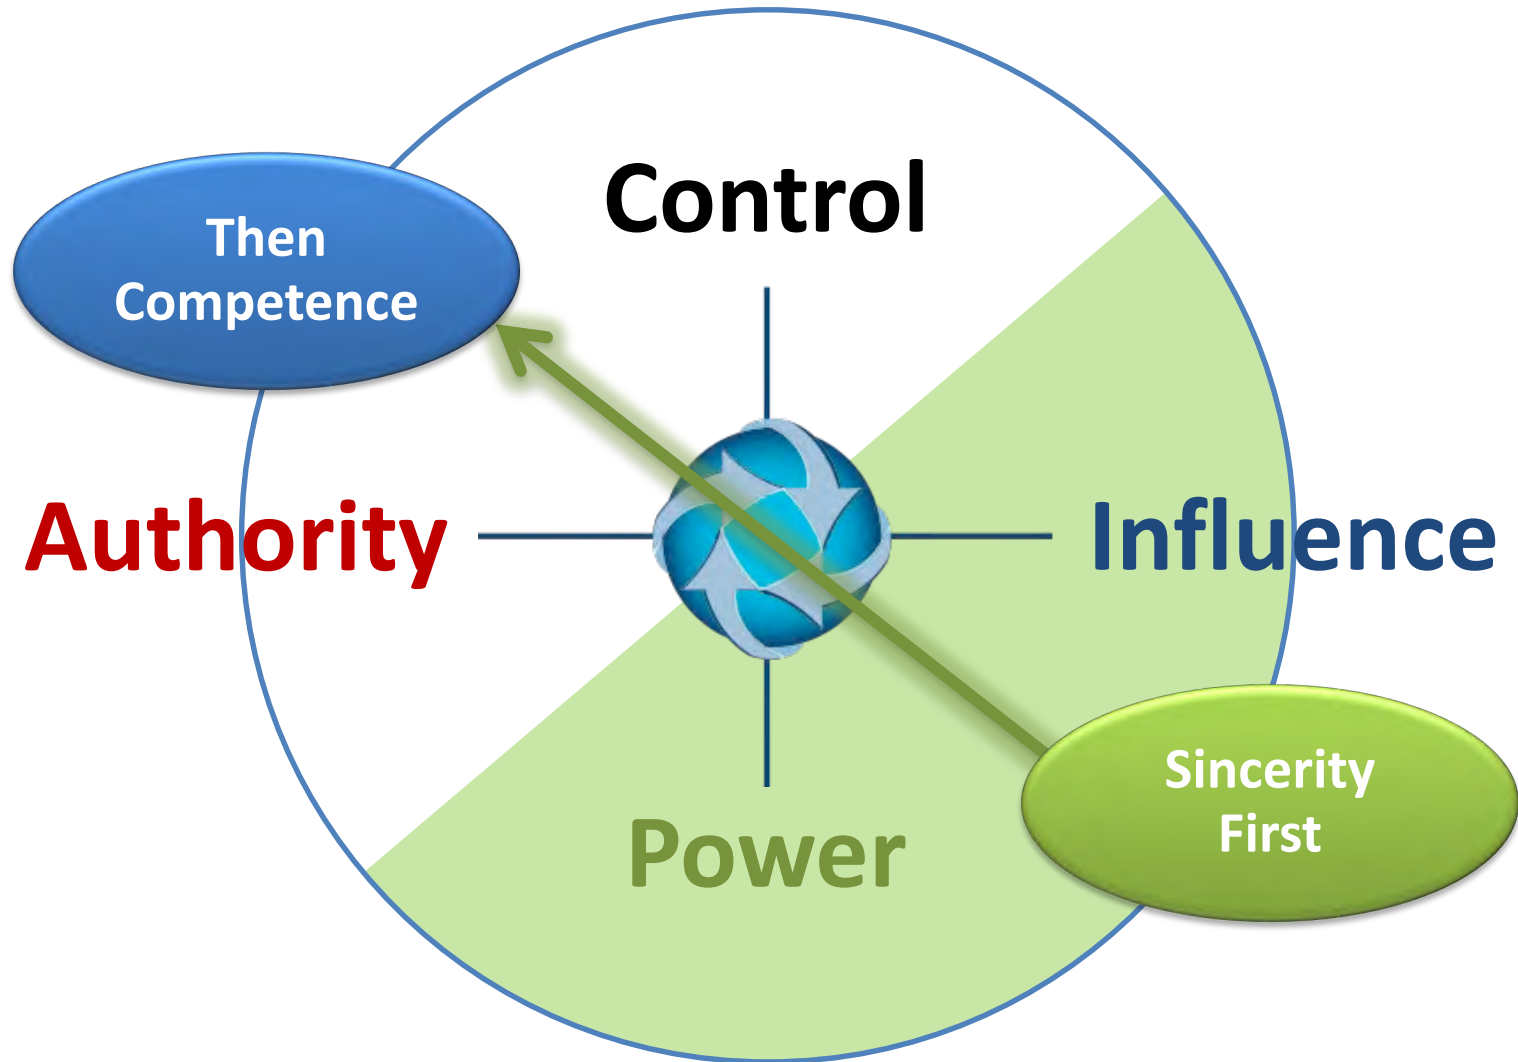 Control
Then
Competence
Authority
Influence
Sincerity
First
Power